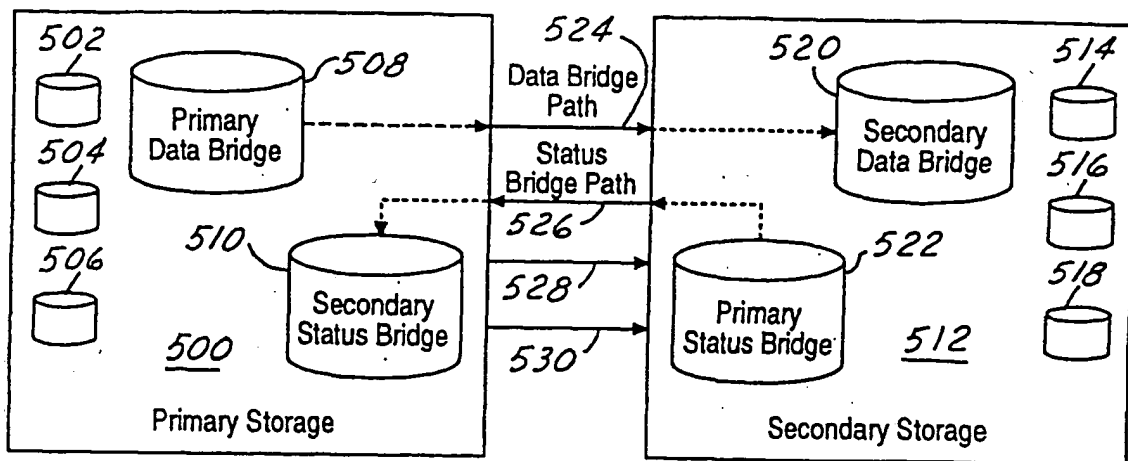 502
508
Primary
Data Bridge
504
506
510
Secondary
Status Bridge
500
Primary Storage
524
Data Bridge
Path
Status
Bridge Path
526
528
530
520
Secondary
Data Bridge
514
516
522
Primary
Status Bridge
518
512
Secondary Storage